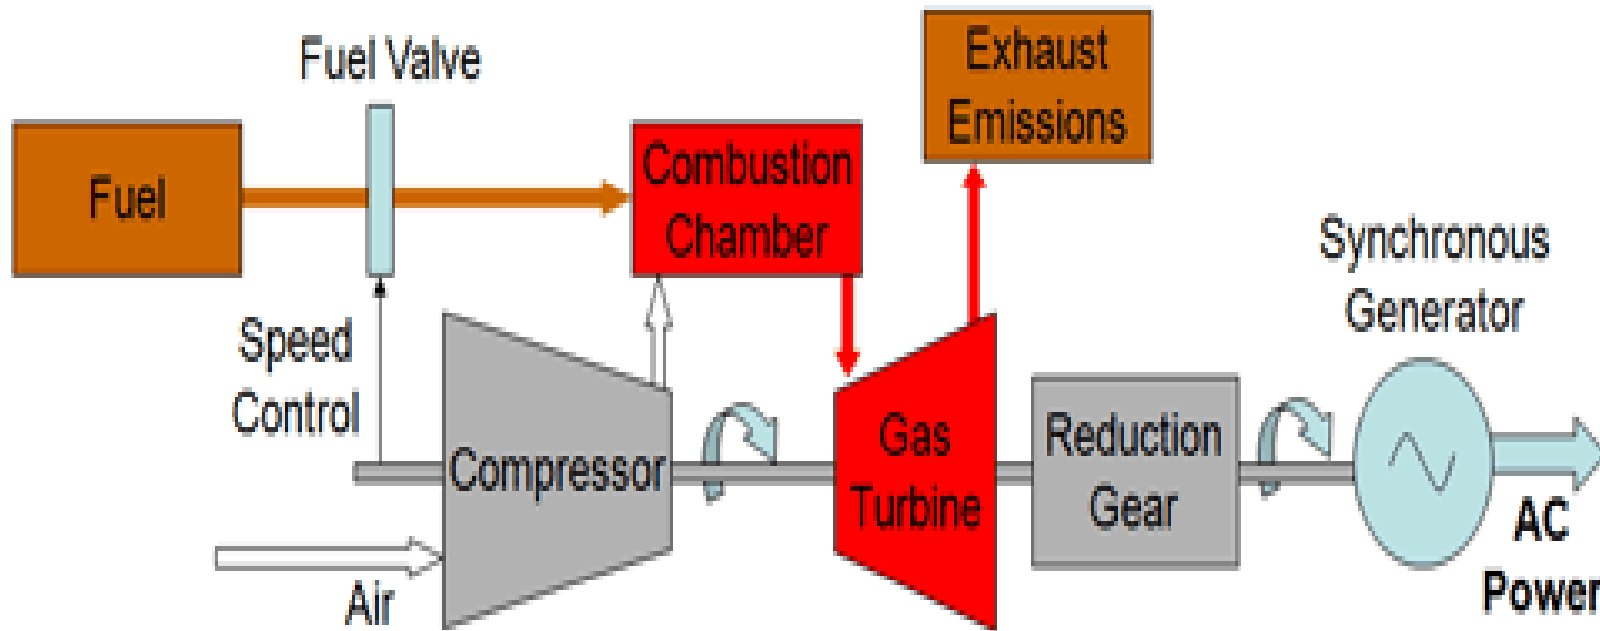 Fuel Valve
Exhaust
Emissions
Fuel
Combustion
Chamber
Synchronous
Generator
Speed
Control
Compressor
Gas
Turbine
Reduction
Gear
Air
AC
Power